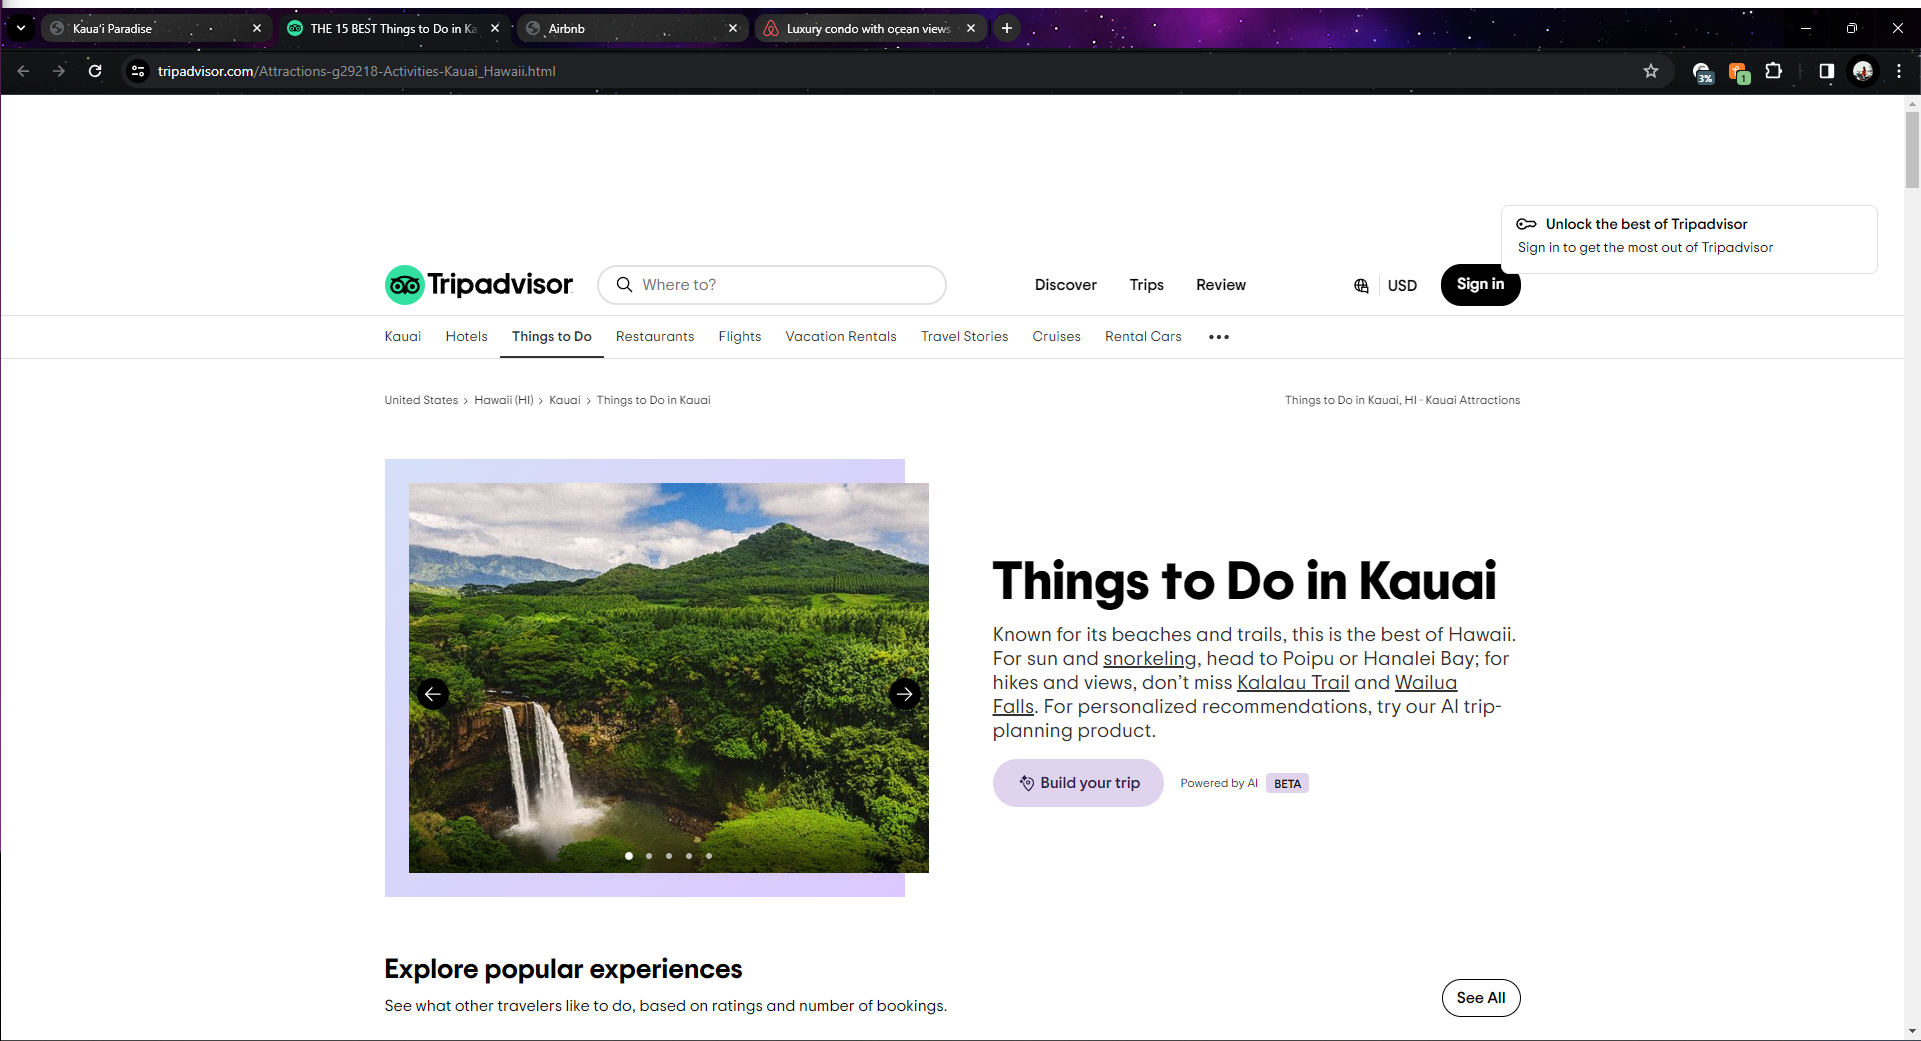 Kaua'i Paradise
THE 15 BEST Things to Do in Ka
Airbnb
Luxury condo with ocean views
tripadvisor.com/Attractions-g29218-Activities-Kauai_Hawaii.html
3%
1
Unlock the best of Tripadvisor
Sign in to get the most out of Tripadvisor
Tripadvisor
Where to?
Discover
Trips
Review
USD
Sign in
Kauai
Hotels
Things to Do
Restaurants
Flights
Vacation Rentals
Travel Stories
Cruises
Rental Cars
United States > Hawaii (HI) > Kauai > Things to Do in Kauai
Things to Do in Kauai, HI - Kauai Attractions
Things to Do in Kauai
Known for its beaches and trails, this is the best of Hawaii.
For sun and snorkeling, head to Poipu or Hanalei Bay; for
hikes and views, don’t miss Kalalau Trail and Wailua
Falls. For personalized recommendations, try our AI trip-
planning product.
Build your trip
Powered by AI
BETA
Explore popular experiences
See what other travelers like to do, based on ratings and number of bookings.
See All